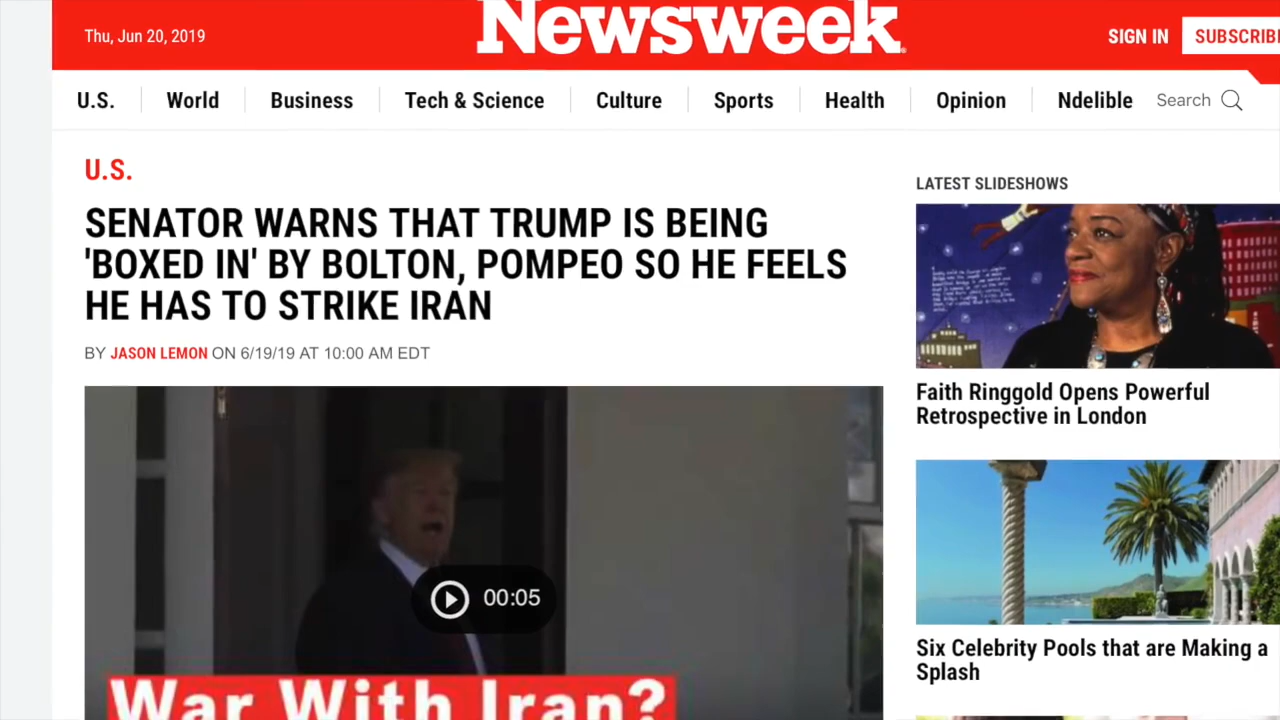 Thu, Jun 20, 2019
Newsweek
SIGN IN
SUBSCRIB
U.S.
World
Business
Tech & Science
Culture
Sports
Health
Opinion
Ndelible
Search
U.S.
SENATOR WARNS THAT TRUMP IS BEING
'BOXED IN' BY BOLTON, POMPEO SO HE FEELS
HE HAS TO STRIKE IRAN
BY JASON LEMON ON 6/19/19 AT 10:00 AM EDT
00:05
War With Iran?
LATEST SLIDESHOWS
Faith Ringgold Opens Powerful
Retrospective in London
Six Celebrity Pools that are Making a
Splash